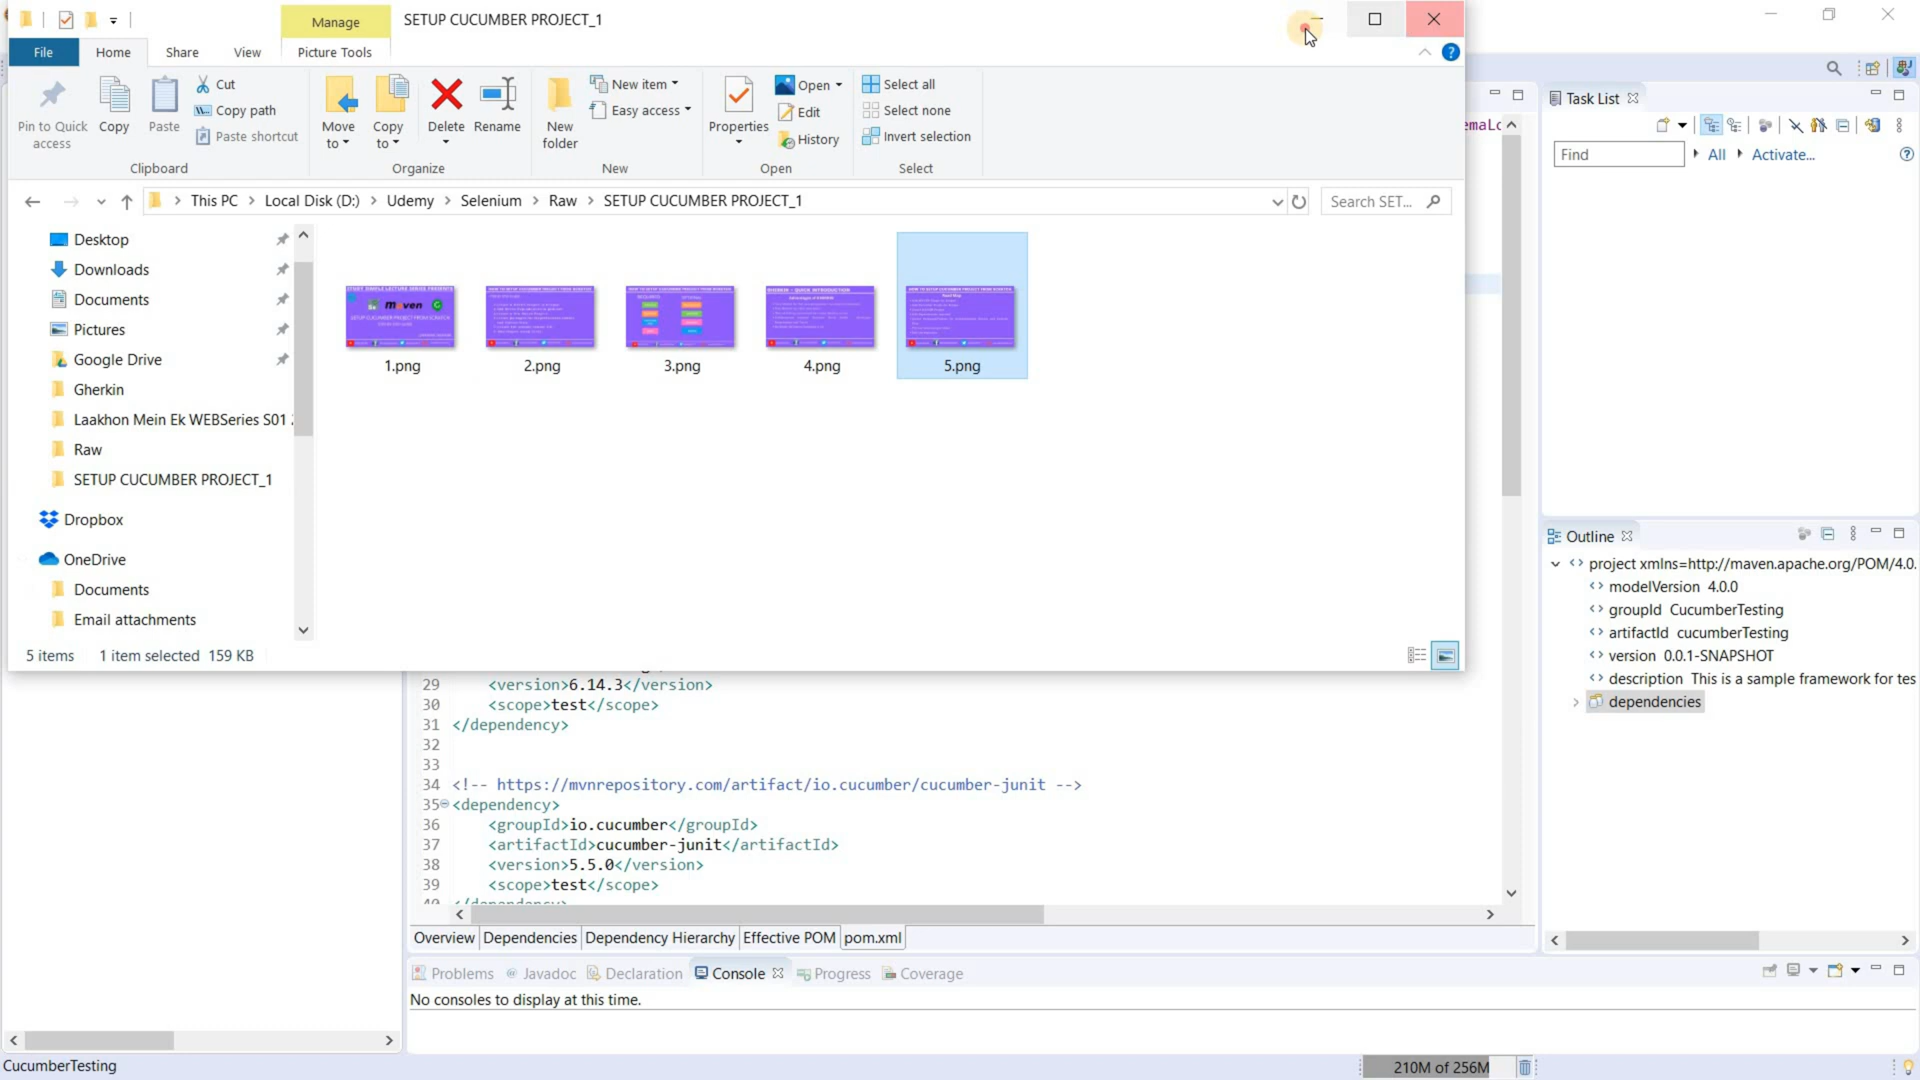 Manage
SETUP CUCUMBER PROJECT_1
File
Home
Share
View
Picture Tools
Pin to Quick access
Copy
Paste
Cut
Copy path
Paste shortcut
Clipboard
Move to
Copy to
Delete
Rename
Organize
New folder
New item
Easy access
New
Properties
Open
Edit
History
Open
Select all
Select none
Invert selection
Select
This PC > Local Disk (D:) > Udemy > Selenium > Raw > SETUP CUCUMBER PROJECT_1
Search SET...
Desktop
Downloads
Documents
Pictures
Google Drive
Gherkin
Laakhon Mein Ek WEBSeries S01
Raw
SETUP CUCUMBER PROJECT_1
Dropbox
OneDrive
Documents
Email attachments
1.png
2.png
3.png
4.png
5.png
5 items
1 item selected 159 KB
Task List
Find
All
Activate...
Outline
project xmlns=http://maven.apache.org/POM/4.0.
modelVersion 4.0.0
groupId CucumberTesting
artifactId cucumberTesting
version 0.0.1-SNAPSHOT
description This is a sample framework for tes
dependencies
29 <version>6.14.3</version>
30 <scope>test</scope>
31 </dependency>
32
33
34 <!-- https://mvnrepository.com/artifact/io.cucumber/cucumber-junit -->
35 <dependency>
36 <groupId>io.cucumber</groupId>
37 <artifactId>cucumber-junit</artifactId>
38 <version>5.5.0</version>
39 <scope>test</scope>
Overview
Dependencies
Dependency Hierarchy
Effective POM
pom.xml
Problems
Javadoc
Declaration
Console
Progress
Coverage
No consoles to display at this time.
CucumberTesting
210M of 256M